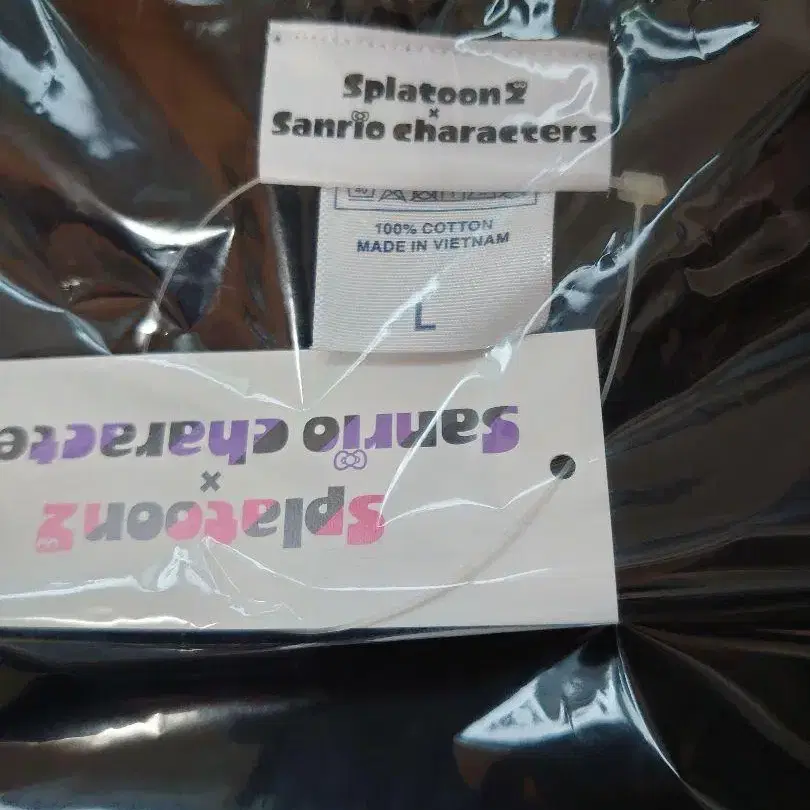 Splatoon2
×
Sanrio characters
100% COTTON
MADE IN VIETNAM
L
Splatoon2
×
Sanrio characte